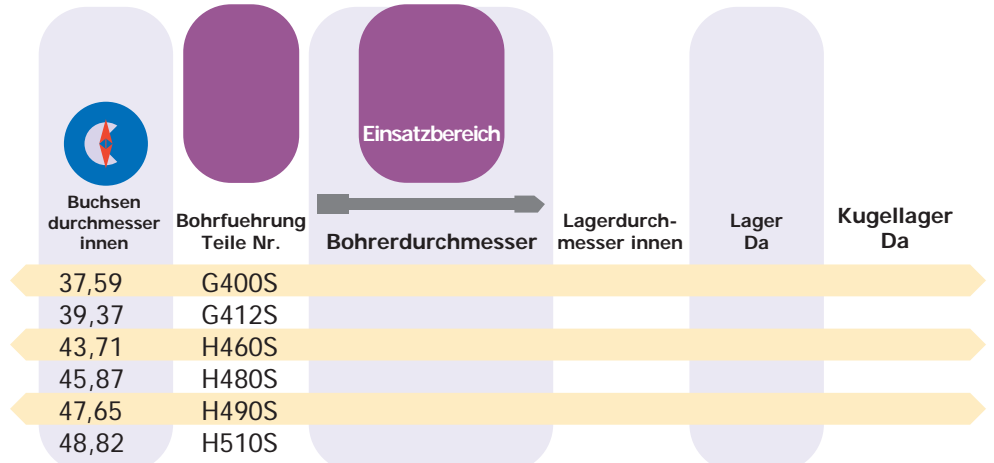 Einsatzbereich
Buchsen
durchmesser
innen
Bohrfuehrung
Teile Nr.
Bohrerdurchmesser
Lagerdurch-
messer innen
Lager
Da
Kugellager
Da
37,59 G400S
39,37 G412S
43,71 H460S
45,87 H480S
47,65 H490S
48,82 H510S